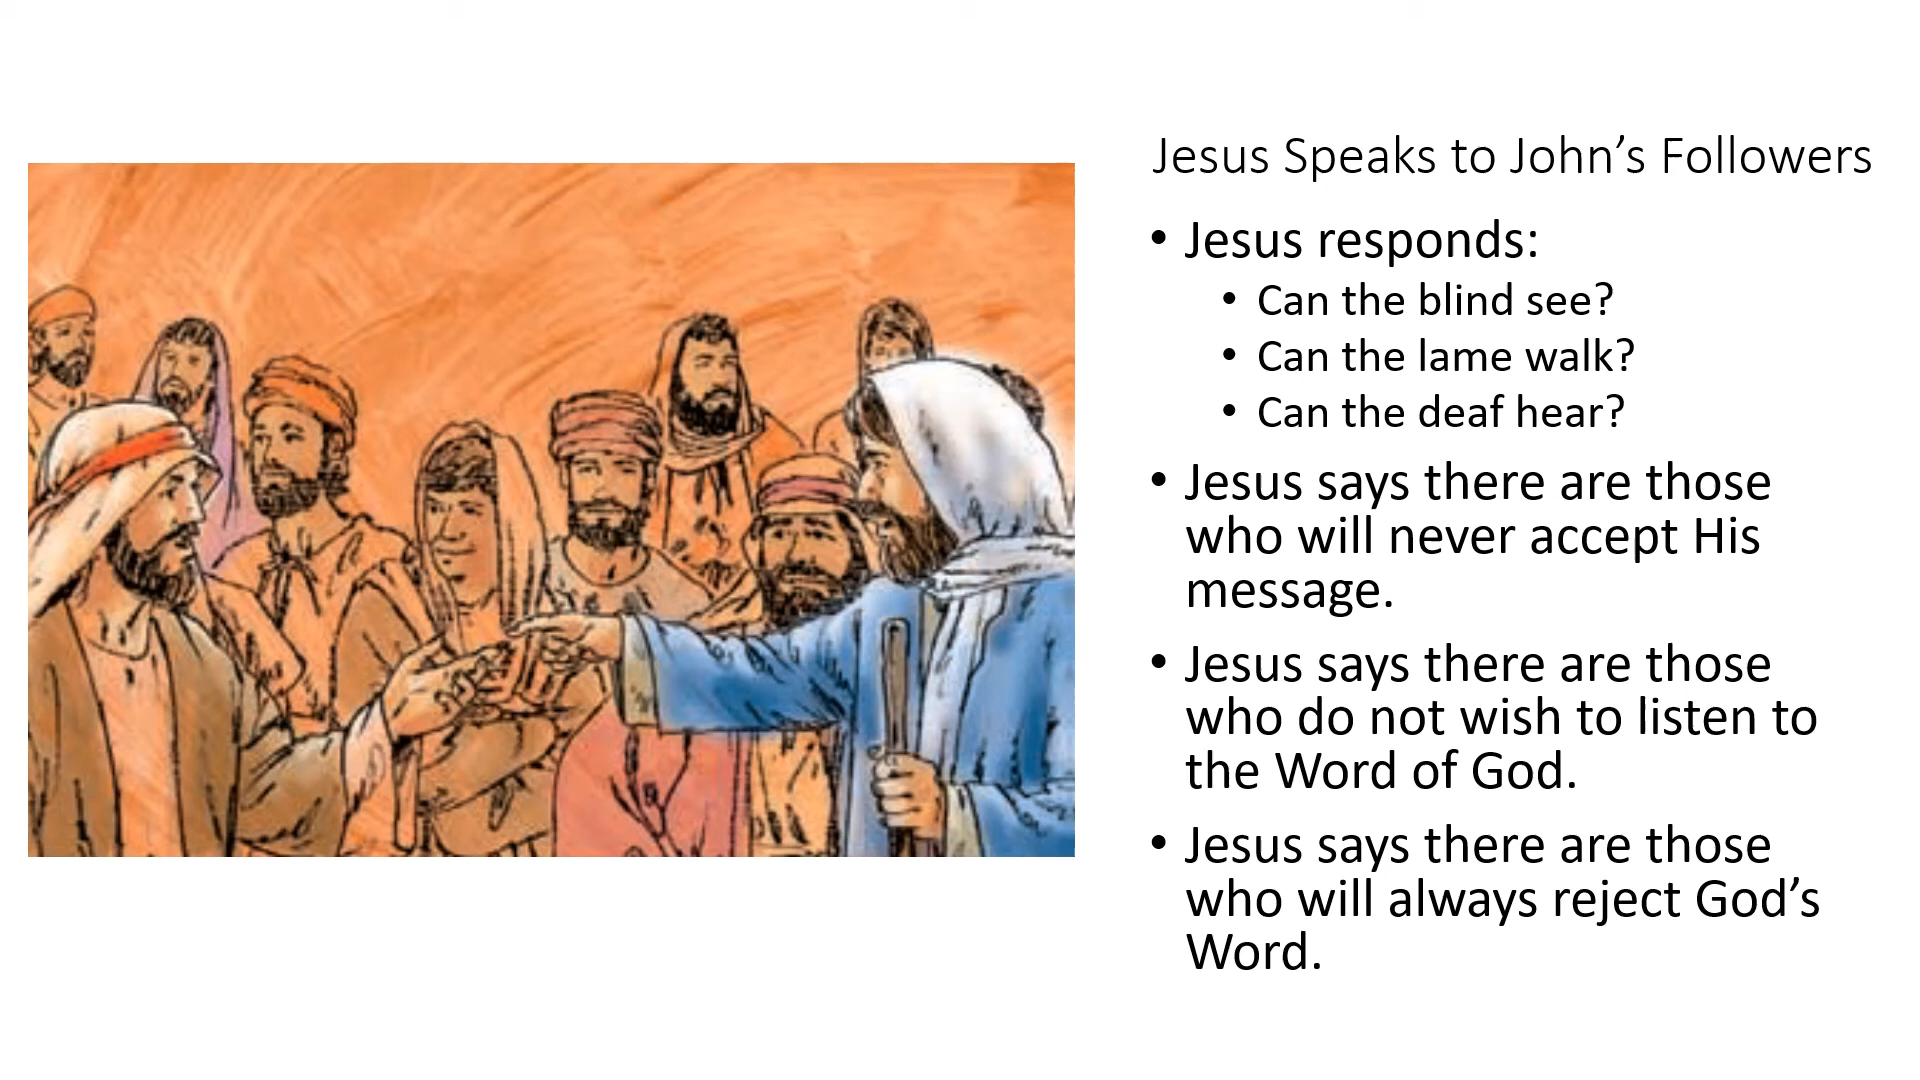 Jesus Speaks to John’s Followers
• Jesus responds:
• Can the blind see?
• Can the lame walk?
• Can the deaf hear?
• Jesus says there are those
who will never accept His
message.
• Jesus says there are those
who do not wish to listen to
the Word of God.
• Jesus says there are those
who will always reject God’s
Word.